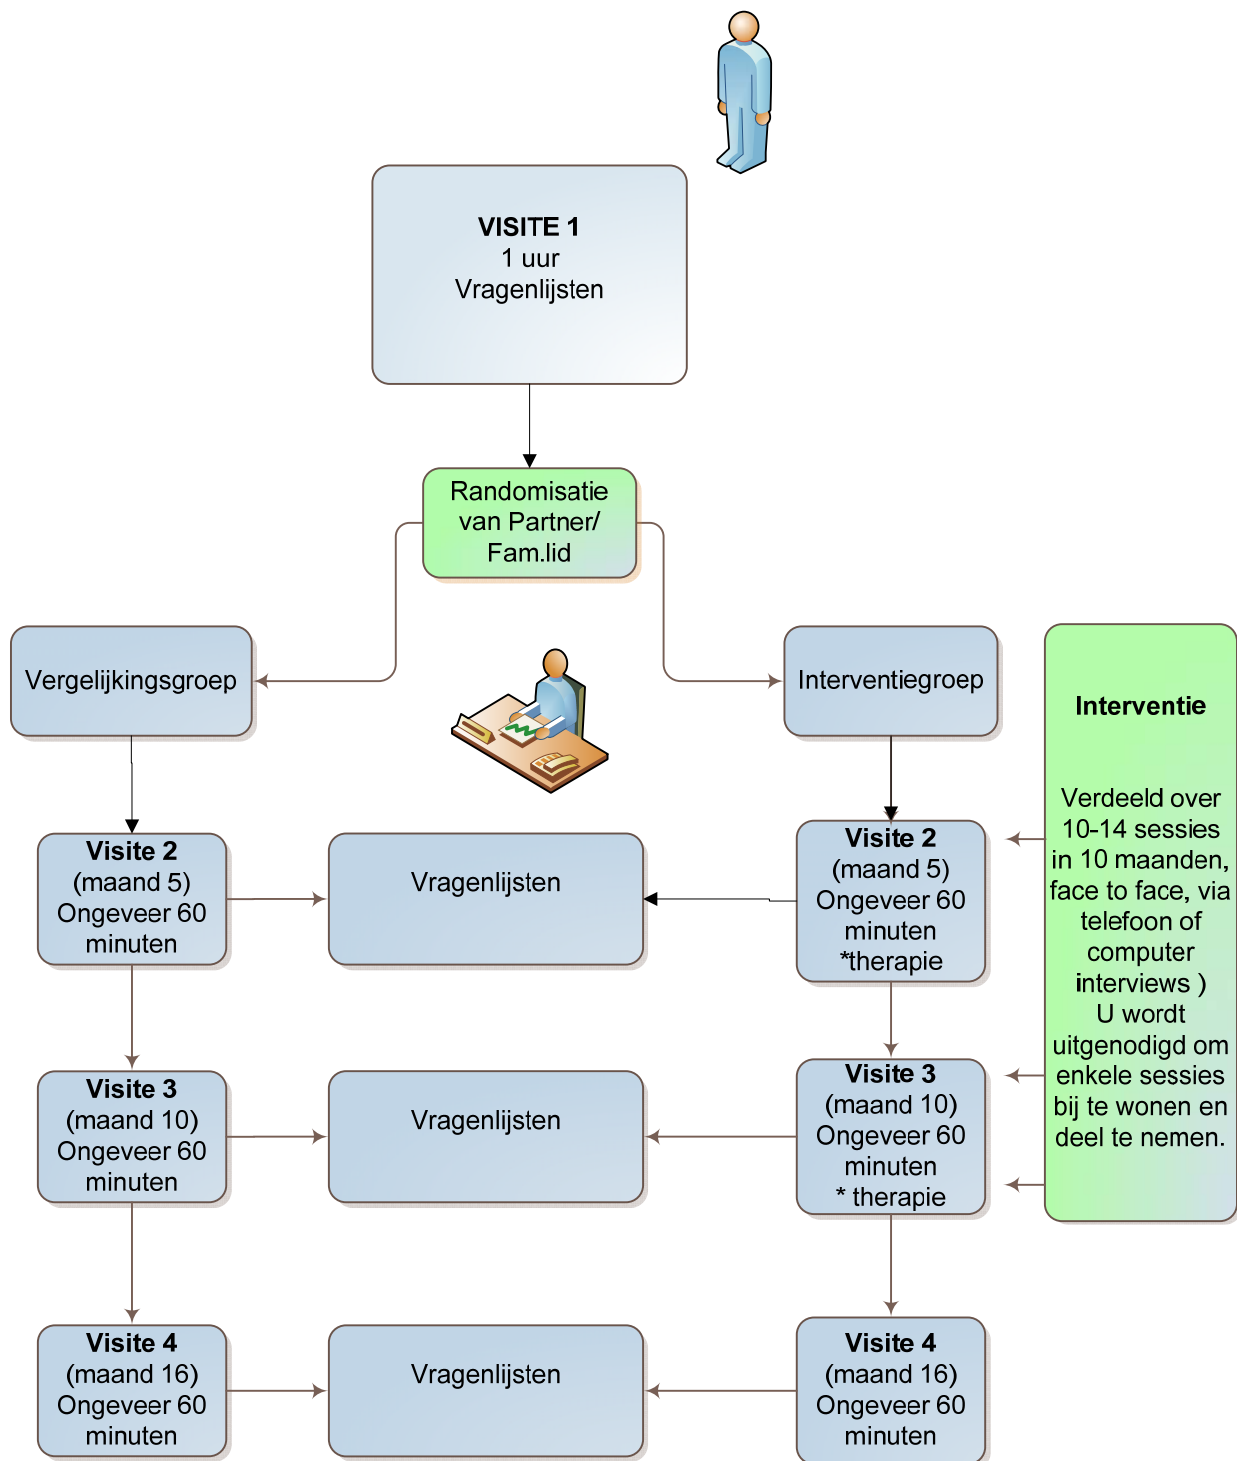 VISITE 1
1 uur
Vragenlijsten
Randomisatie
van Partner/
Fam.lid
Vergelijkingsgroep
Interventiegroep
Interventie
Verdeeld over
10-14 sessies
in 10 maanden,
face to face, via
telefoon of
computer
interviews )
U wordt
uitgenodigd om
enkele sessies
bij te wonen en
deel te nemen.
Visite 2
(maand 5)
Ongeveer 60
minuten
Vragenlijsten
Visite 2
(maand 5)
Ongeveer 60
minuten
*therapie
Visite 3
(maand 10)
Ongeveer 60
minuten
Vragenlijsten
Visite 3
(maand 10)
Ongeveer 60
minuten
* therapie
Visite 4
(maand 16)
Ongeveer 60
minuten
Vragenlijsten
Visite 4
(maand 16)
Ongeveer 60
minuten